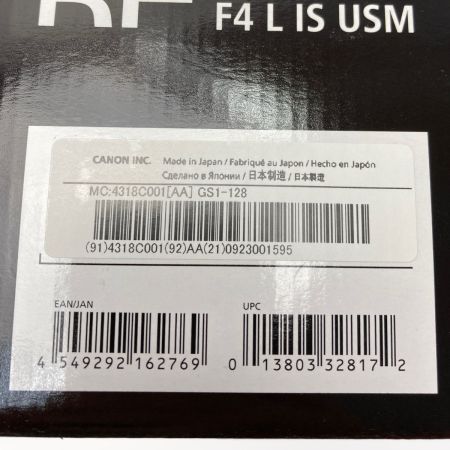 RF
F4 L IS USM
CANON INC. Made in Japan / Fabriqué au Japon / Hecho en Japón
Сделано в Японии / 日本制造 / 日本製造
MC:4318C001[AA] GS1-128
(91)4318C001(92)AA(21)0923001595
EAN/JAN
4 549292 162769
UPC
0 13803 32817 2